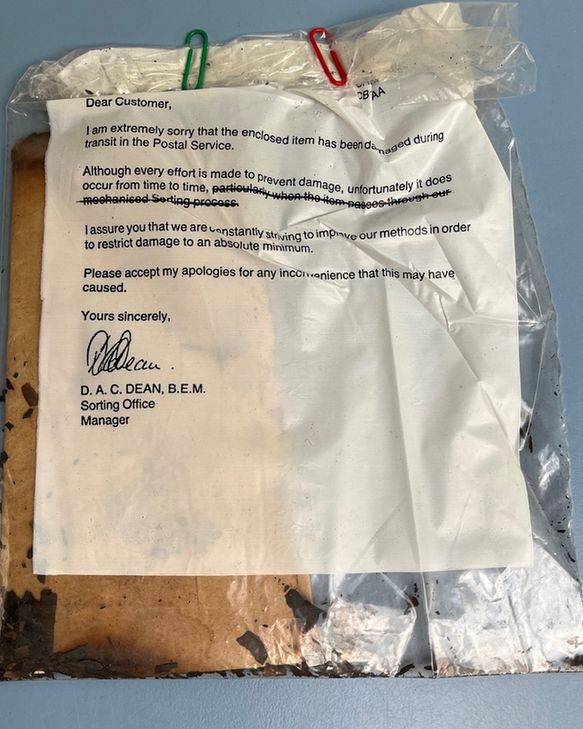 CB AA
Dear Customer,
I am extremely sorry that the enclosed item has been damaged during
transit in the Postal Service.
Although every effort is made to prevent damage, unfortunately it does
occur from time to time, particularly when the item passes through our
mechanised Sorting process.
I assure you that we are constantly striving to improve our methods in order
to restrict damage to an absolute minimum.
Please accept my apologies for any inconvenience that this may have
caused.
Yours sincerely,
D. A. C. DEAN, B.E.M.
Sorting Office
Manager